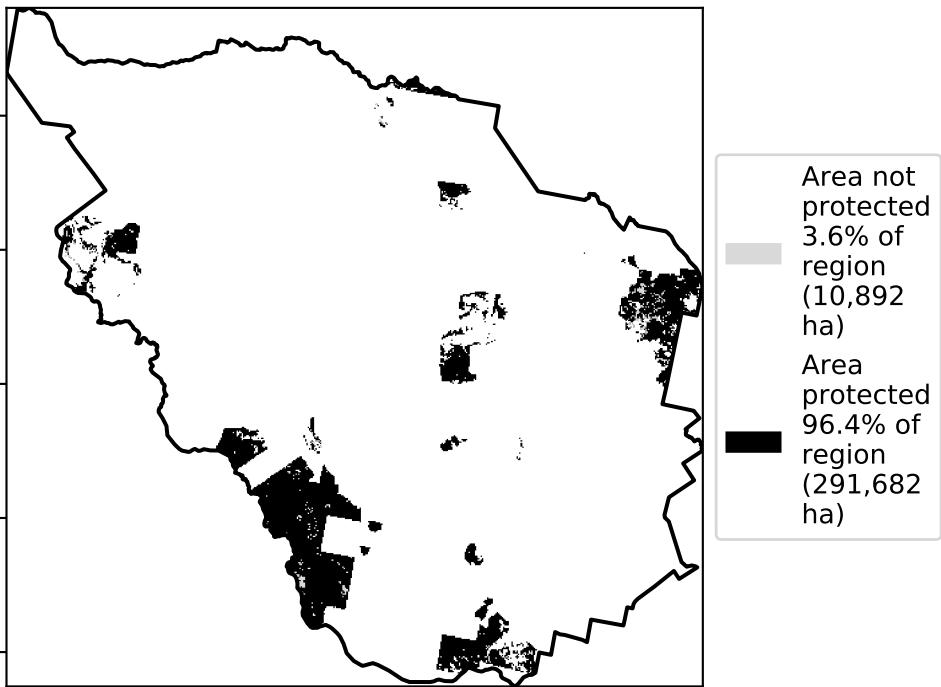 Area not
protected
3.6% of
region
(10,892
ha)
Area
protected
96.4% of
region
(291,682
ha)